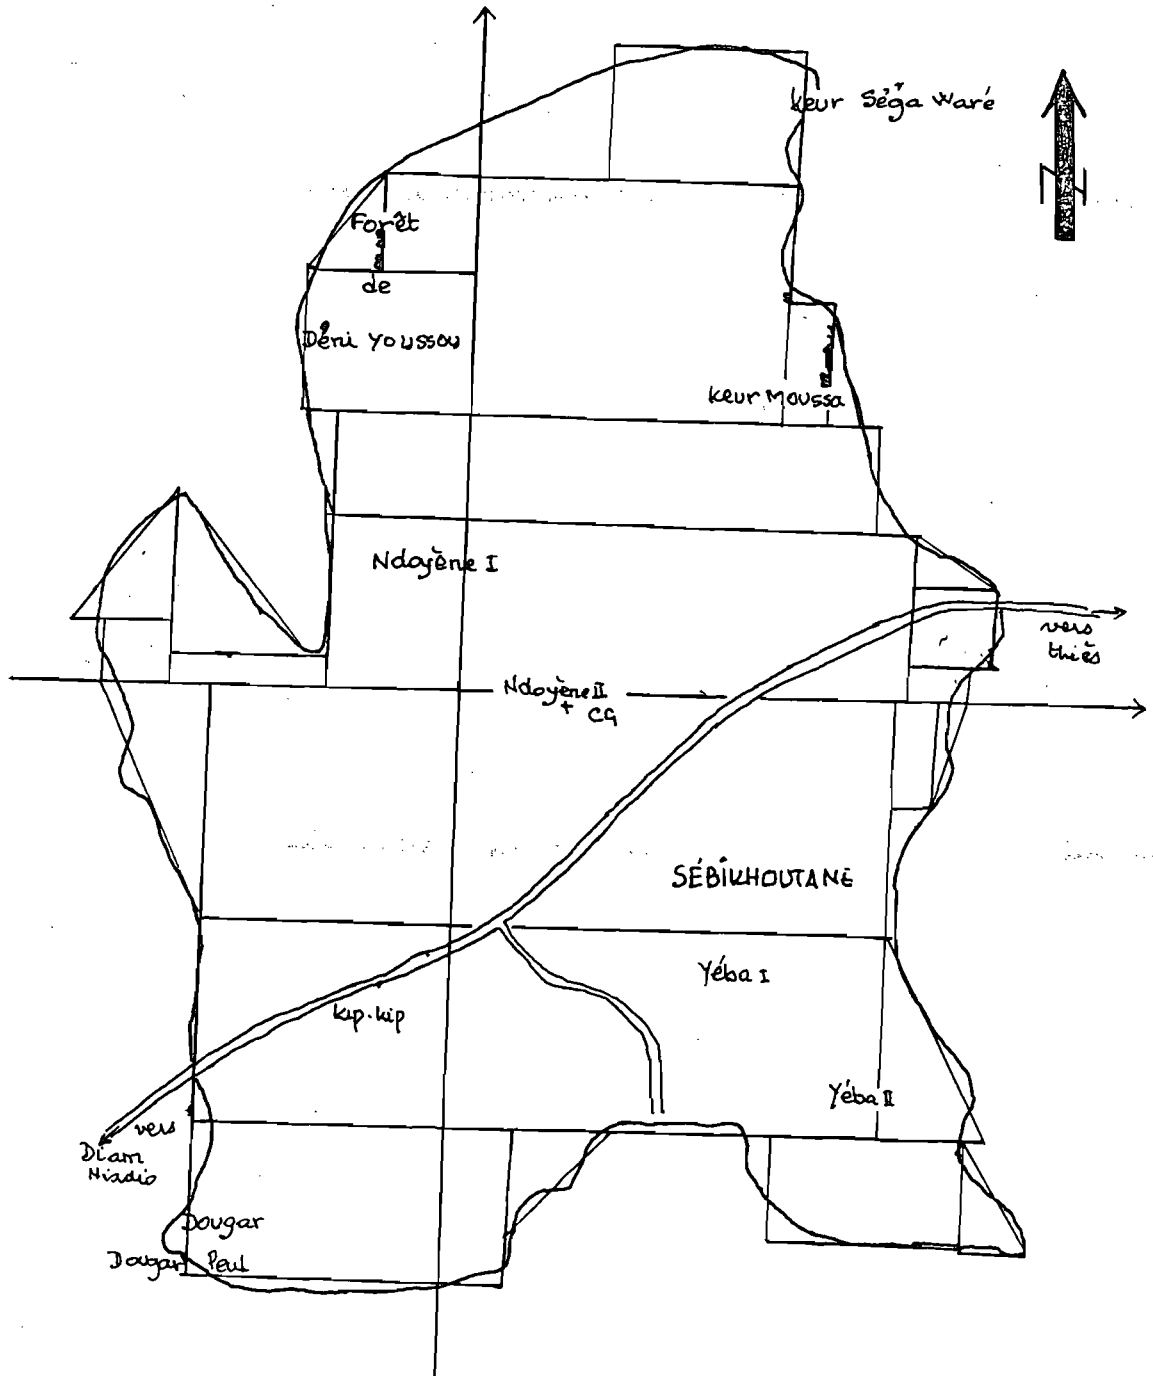 Keur Séga Waré
N
Forêt
de
Déni Youssou
Keur Moussa
Ndoyène I
vers
thiès
Ndoyène II
+ CG
SÉBIKHOUTANE
Yéba I
kip-kip
Yéba II
vers
Diam
Niadio
Dougar
Dougar Peul